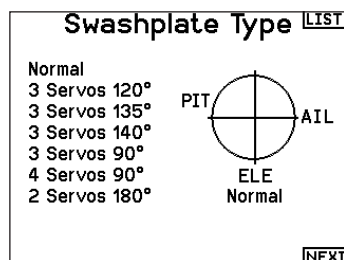 Swashplate Type LIST
Normal
3 Servos 120°
3 Servos 135°
3 Servos 140°
3 Servos 90°
4 Servos 90°
2 Servos 180°
PIT
AIL
ELE
Normal
NEXT